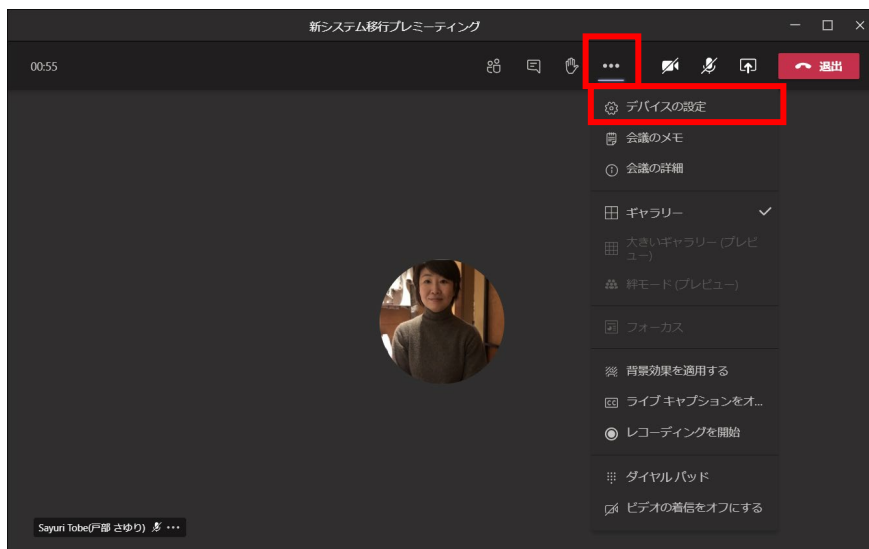 新システム移行プレミーティング
00:55
退出
デバイスの設定
会議のメモ
会議の詳細
ギャラリー
大きいギャラリー (プレビ
ュー)
絆モード (プレビュー)
フォーカス
背景効果を適用する
CC ライブ キャプションをオ...
レコーディングを開始
ダイヤル パッド
ビデオの着信をオフにする
Sayuri Tobe(戸部 さゆり)